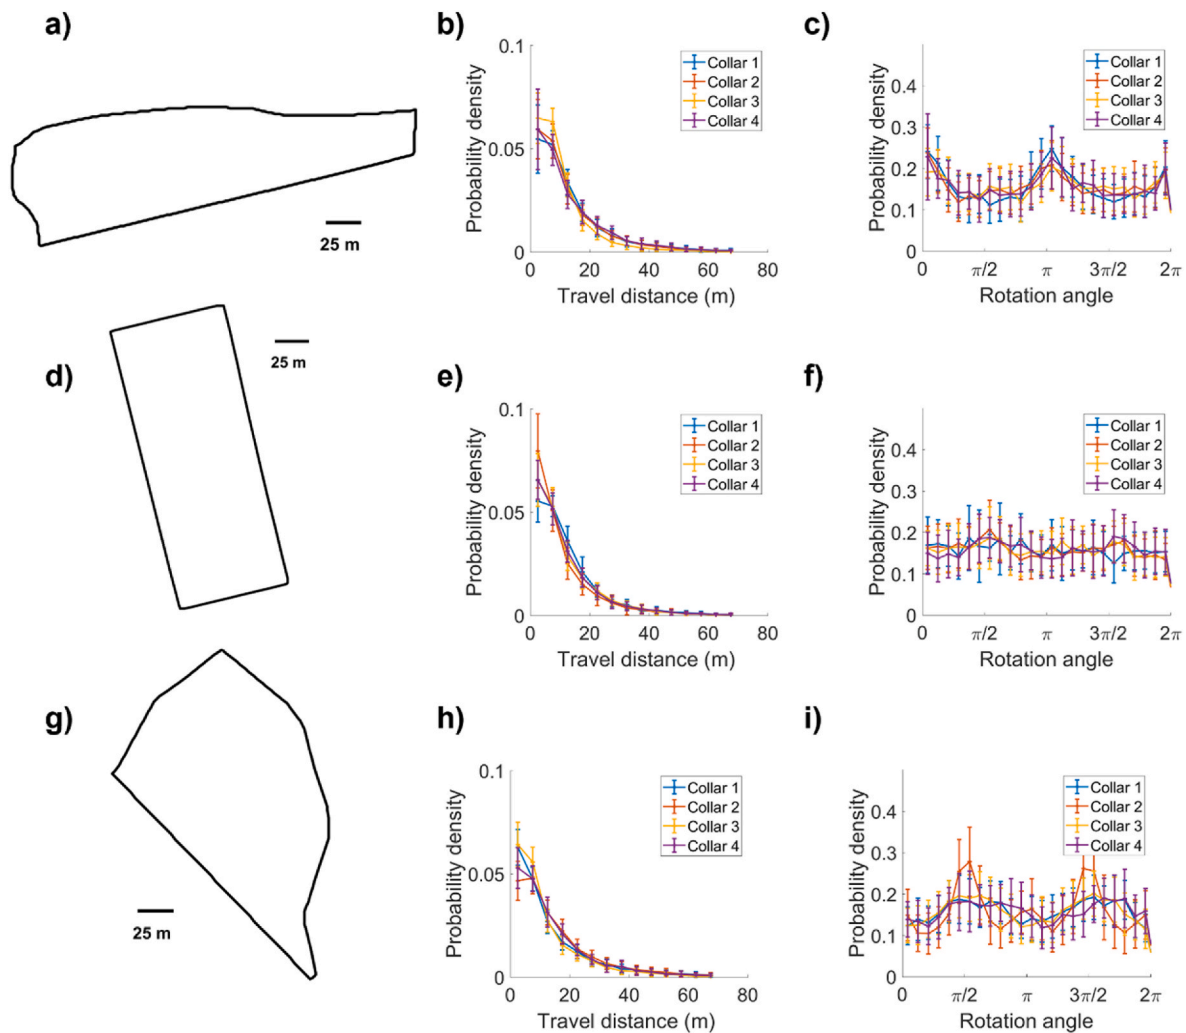 a)
25 m
b)
Probability density
0.1
0.05
0
0 20 40 60 80
Travel distance (m)
Collar 1
Collar 2
Collar 3
Collar 4
c)
Probability density
0.4
0.3
0.2
0.1
0
0 π/2 π 3π/2 2π
Rotation angle
Collar 1
Collar 2
Collar 3
Collar 4
d)
25 m
e)
Probability density
0.1
0.05
0
0 20 40 60 80
Travel distance (m)
Collar 1
Collar 2
Collar 3
Collar 4
f)
Probability density
0.4
0.3
0.2
0.1
0
0 π/2 π 3π/2 2π
Rotation angle
Collar 1
Collar 2
Collar 3
Collar 4
g)
25 m
h)
Probability density
0.1
0.05
0
0 20 40 60 80
Travel distance (m)
Collar 1
Collar 2
Collar 3
Collar 4
i)
Probability density
0.4
0.3
0.2
0.1
0
0 π/2 π 3π/2 2π
Rotation angle
Collar 1
Collar 2
Collar 3
Collar 4